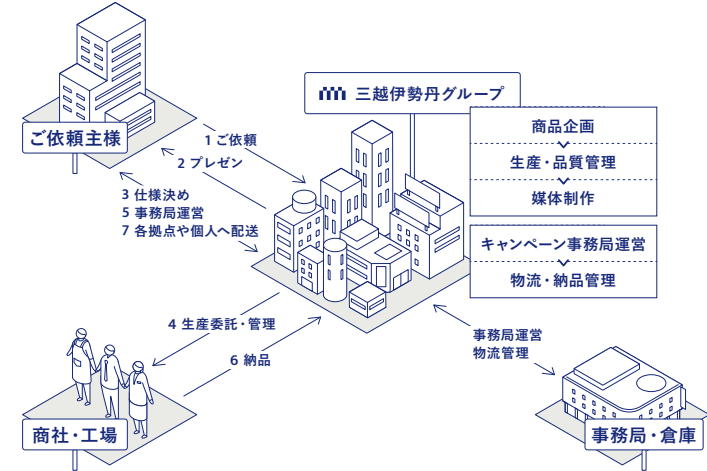 三越伊勢丹グループ
ご依頼主様
1 ご依頼
2 プレゼン
3 仕様決め
5 事務局運営
7 各拠点や個人へ配送
商品企画
生産・品質管理
媒体制作
キャンペーン事務局運営
物流・納品管理
4 生産委託・管理
6 納品
事務局運営
物流管理
商社・工場
事務局・倉庫